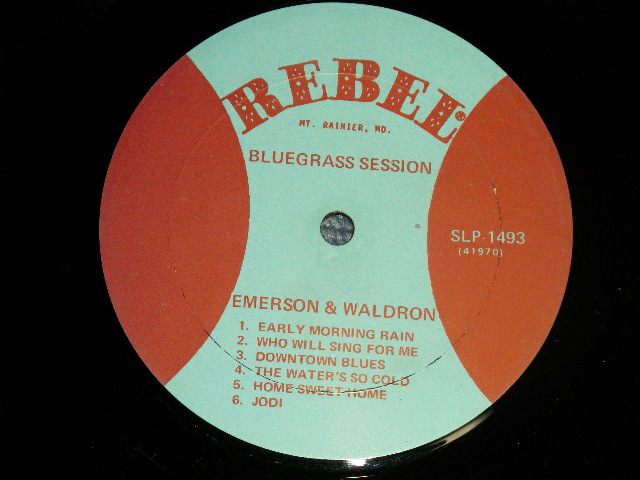 REBEL®
MT. RAINIER, MD.
BLUEGRASS SESSION
SLP-1493
(41970)
EMERSON & WALDRON
1. EARLY MORNING RAIN
2. WHO WILL SING FOR ME
3. DOWNTOWN BLUES
4. THE WATER'S SO COLD
5. HOME SWEET HOME
6. JODI